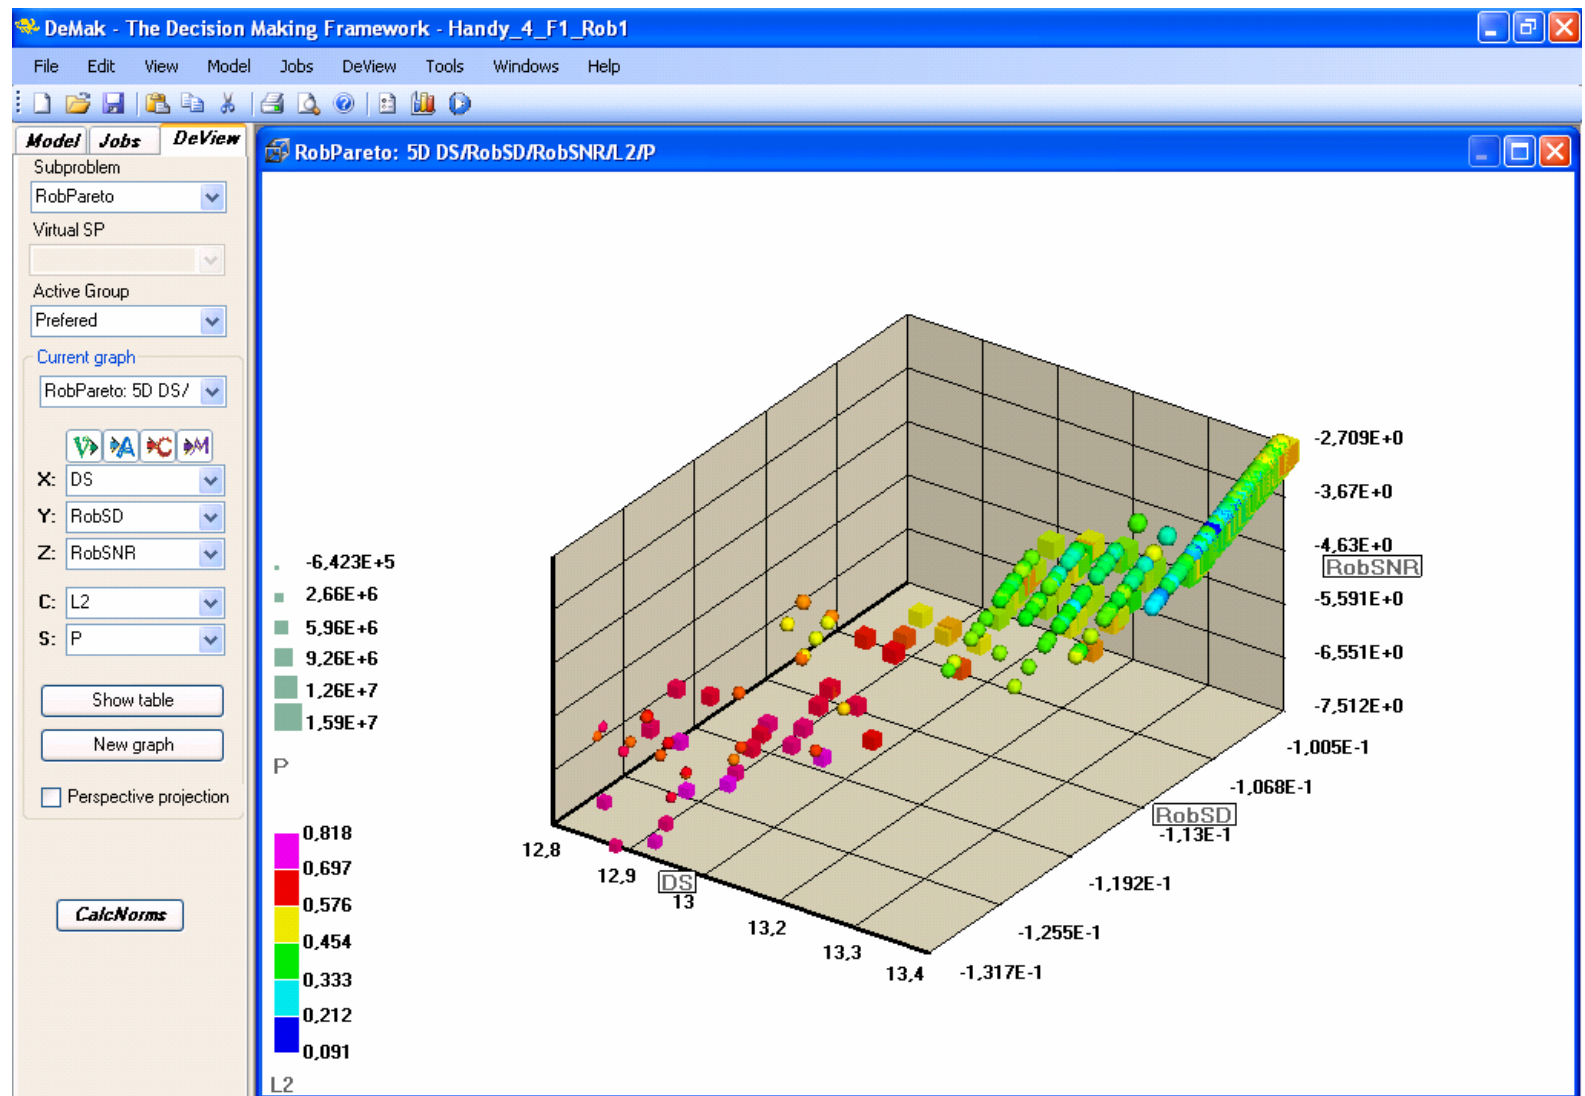 DeMak - The Decision Making Framework - Handy_4_F1_Rob1
File Edit View Model Jobs DeView Tools Windows Help
Model Jobs DeView
Subproblem
RobPareto
Virtual SP
Active Group
Prefered
Current graph
RobPareto: 5D DS/
V A C M
X: DS
Y: RobSD
Z: RobSNR
C: L2
S: P
Show table
New graph
Perspective projection
CalcNorms
RobPareto: 5D DS/RobSD/RobSNR/L2/P
-6,423E+5
2,66E+6
5,96E+6
9,26E+6
1,26E+7
1,59E+7
P
0,818
0,697
0,576
0,454
0,333
0,212
0,091
L2
-2,709E+0
-3,67E+0
-4,63E+0
RobSNR
-5,591E+0
-6,551E+0
-7,512E+0
-1,005E-1
-1,068E-1
RobSD
-1,13E-1
-1,192E-1
-1,255E-1
-1,317E-1
12,8
12,9
DS
13
13,2
13,3
13,4